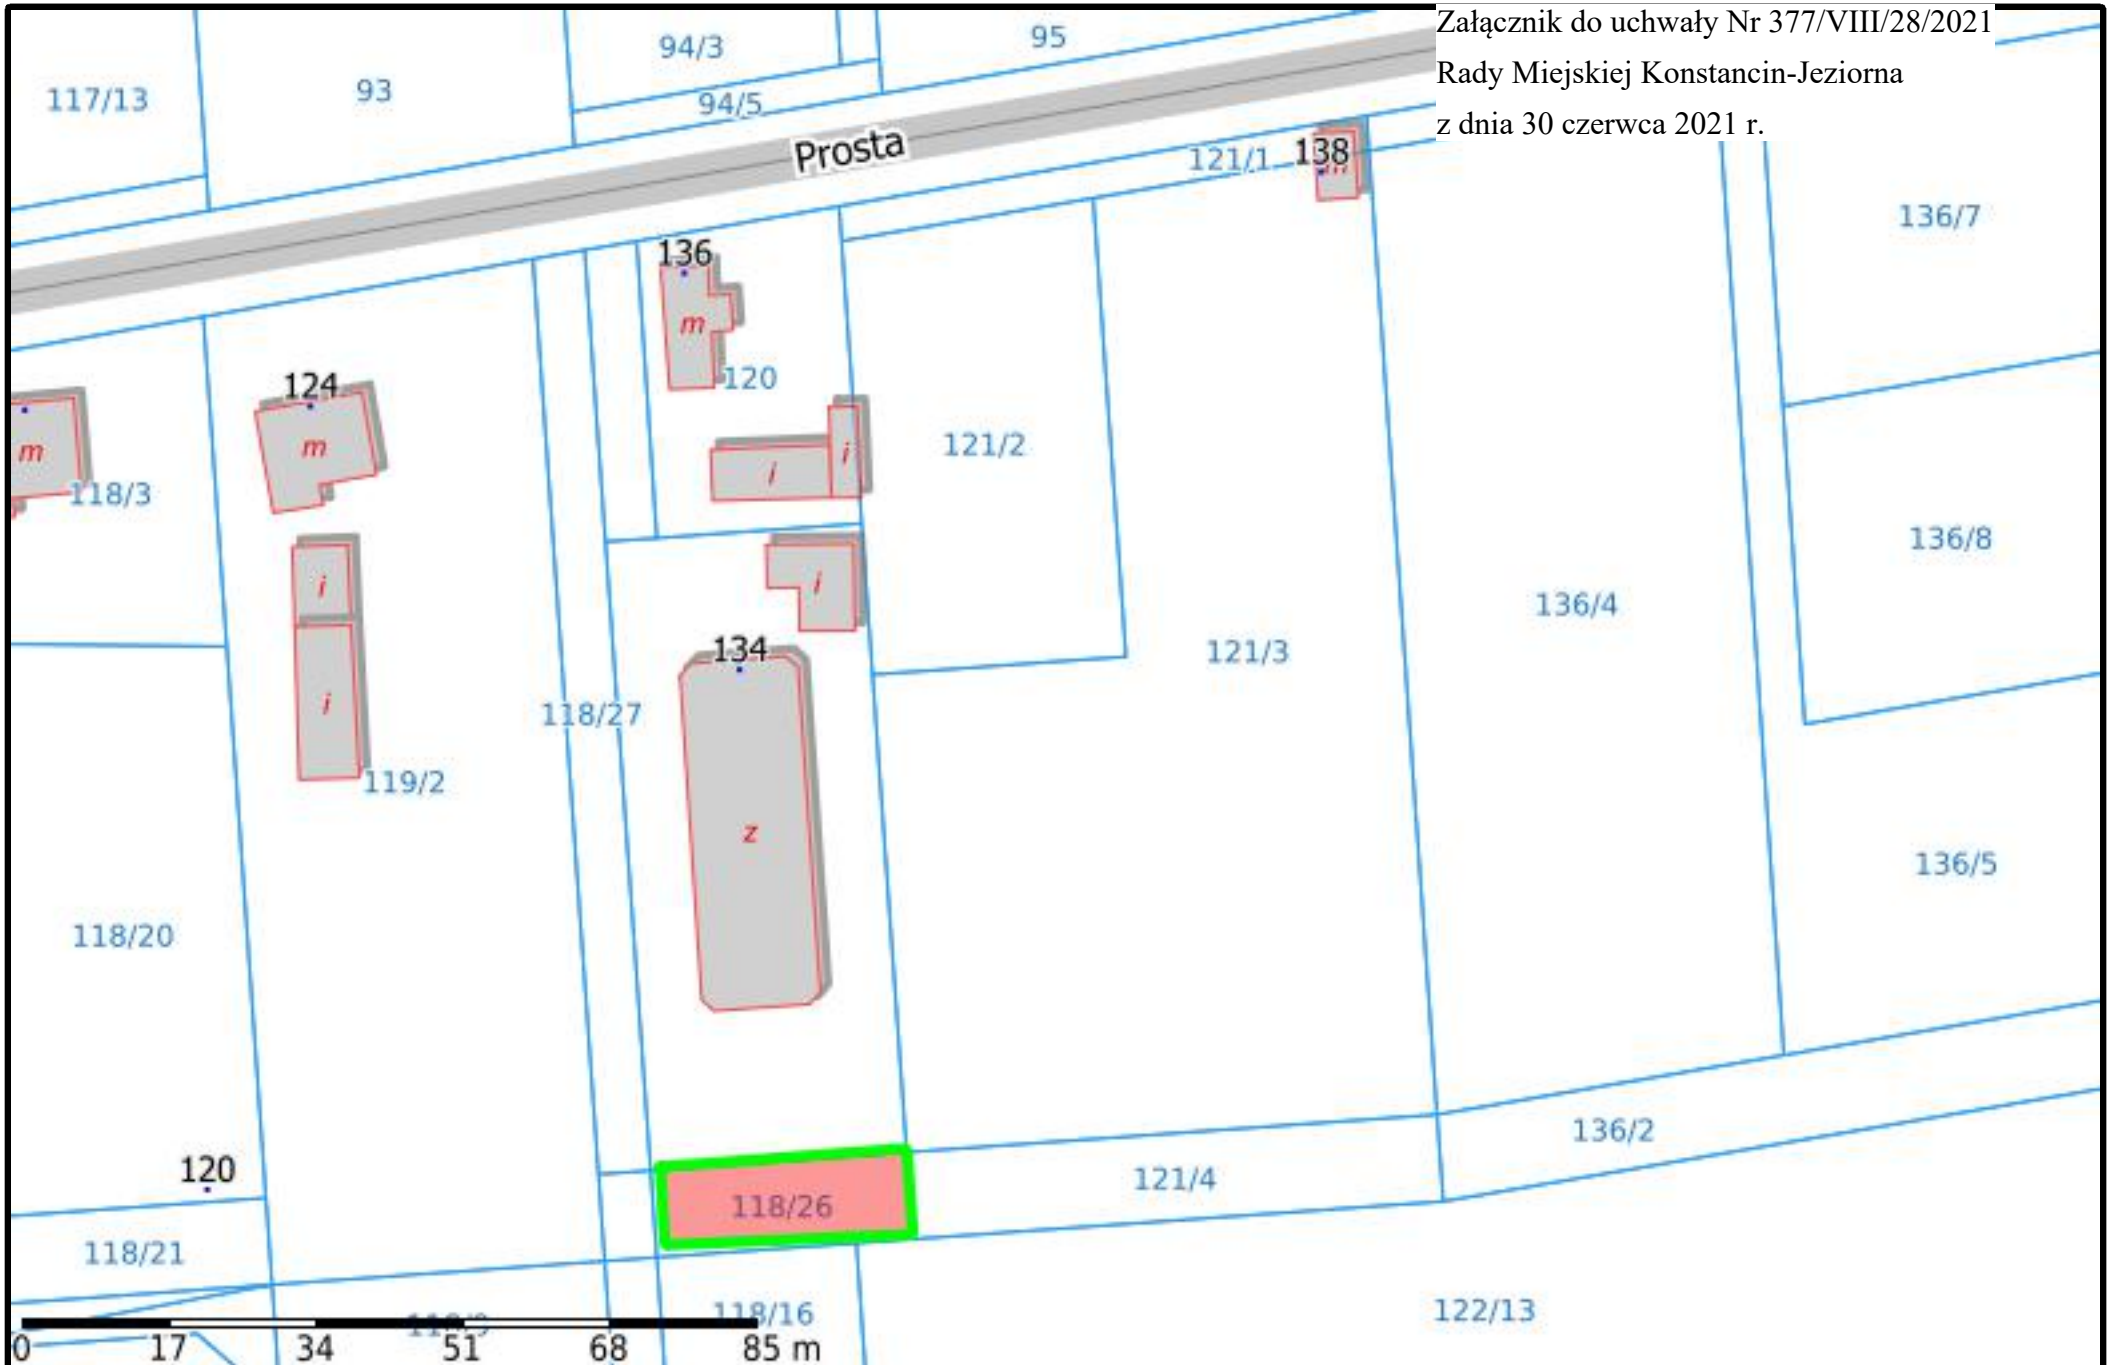 Załącznik do uchwały Nr 377/VIII/28/2021
Rady Miejskiej Konstancin-Jeziorna
z dnia 30 czerwca 2021 r.
95
94/3
93
117/13
94/5
Prosta
121/1
138
m
136/7
136
m
120
124
m
m
118/3
i
i
121/2
136/8
i
i
136/4
134
121/3
i
118/27
119/2
z
136/5
118/20
136/2
120
121/4
118/26
118/21
118/16
122/13
0 17 34 51 68 85 m